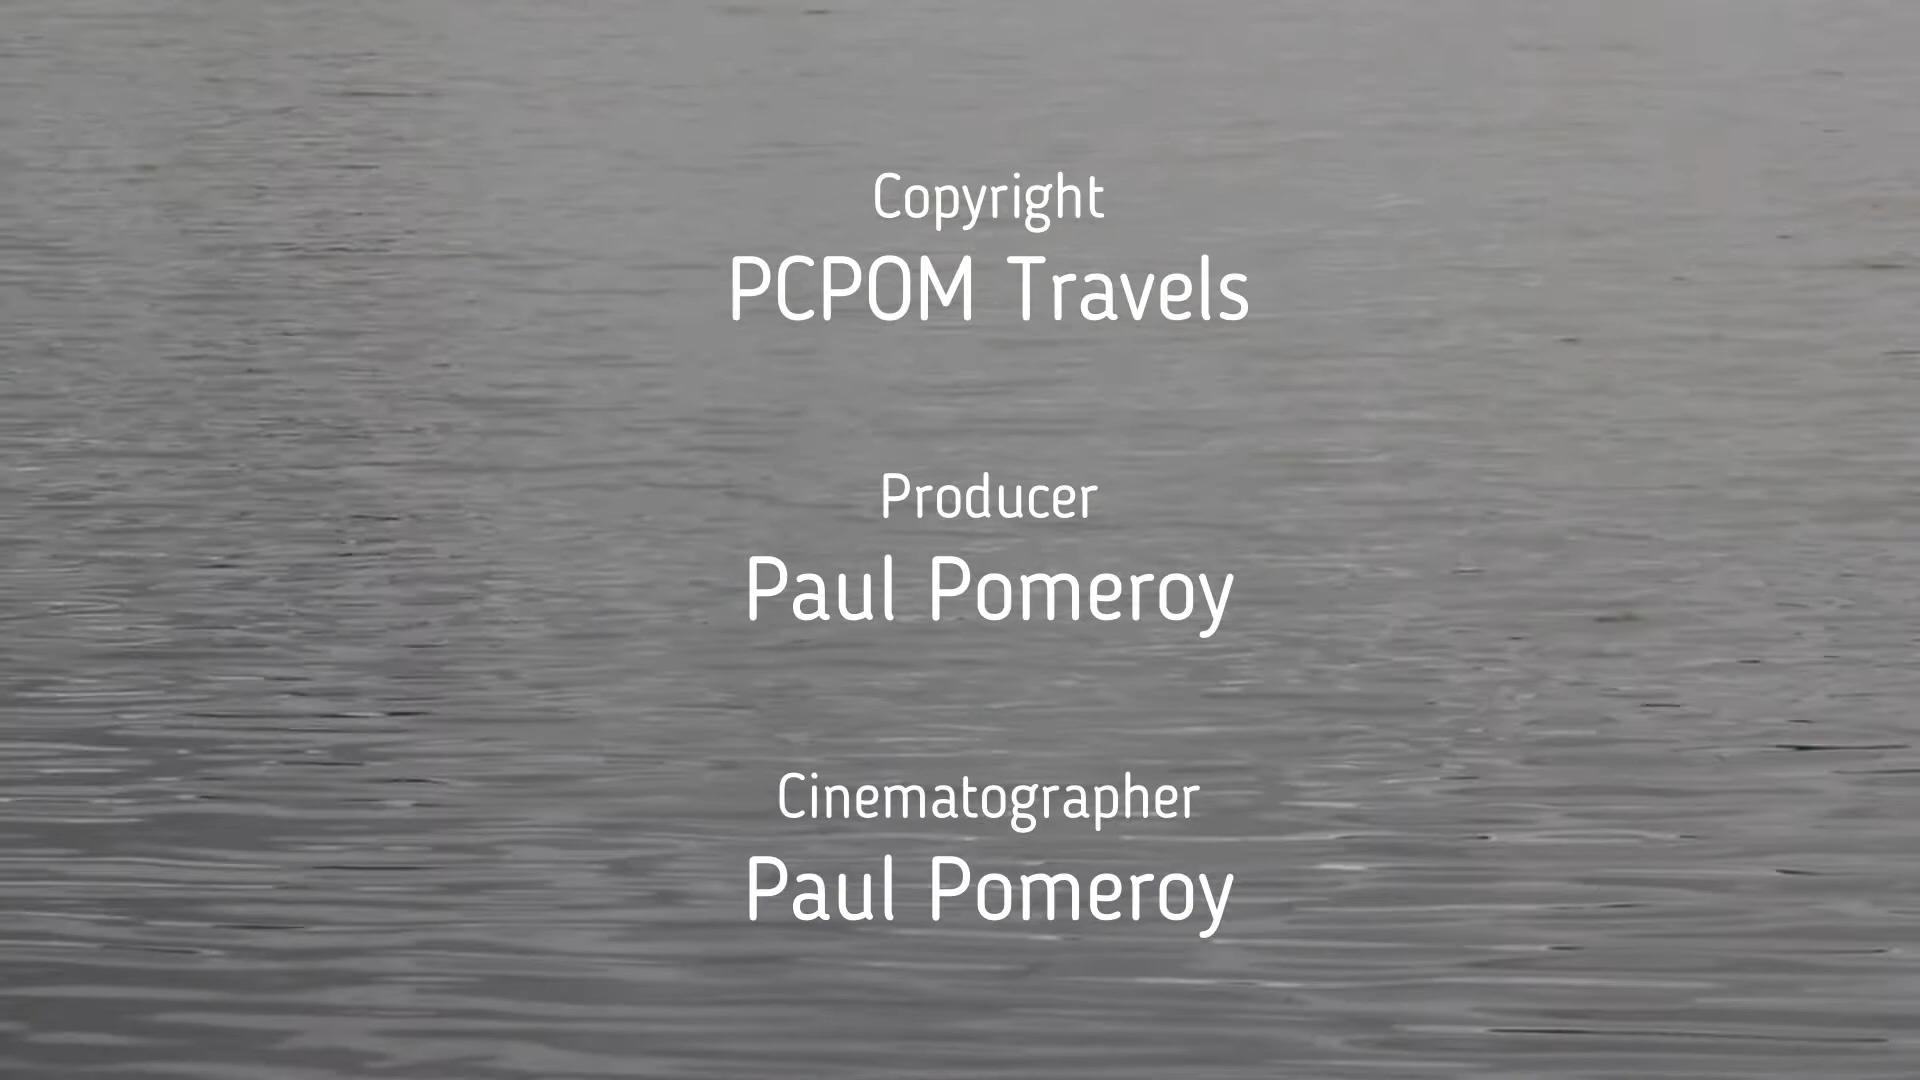 Copyright
PCPOM Travels
Producer
Paul Pomeroy
Cinematographer
Paul Pomeroy